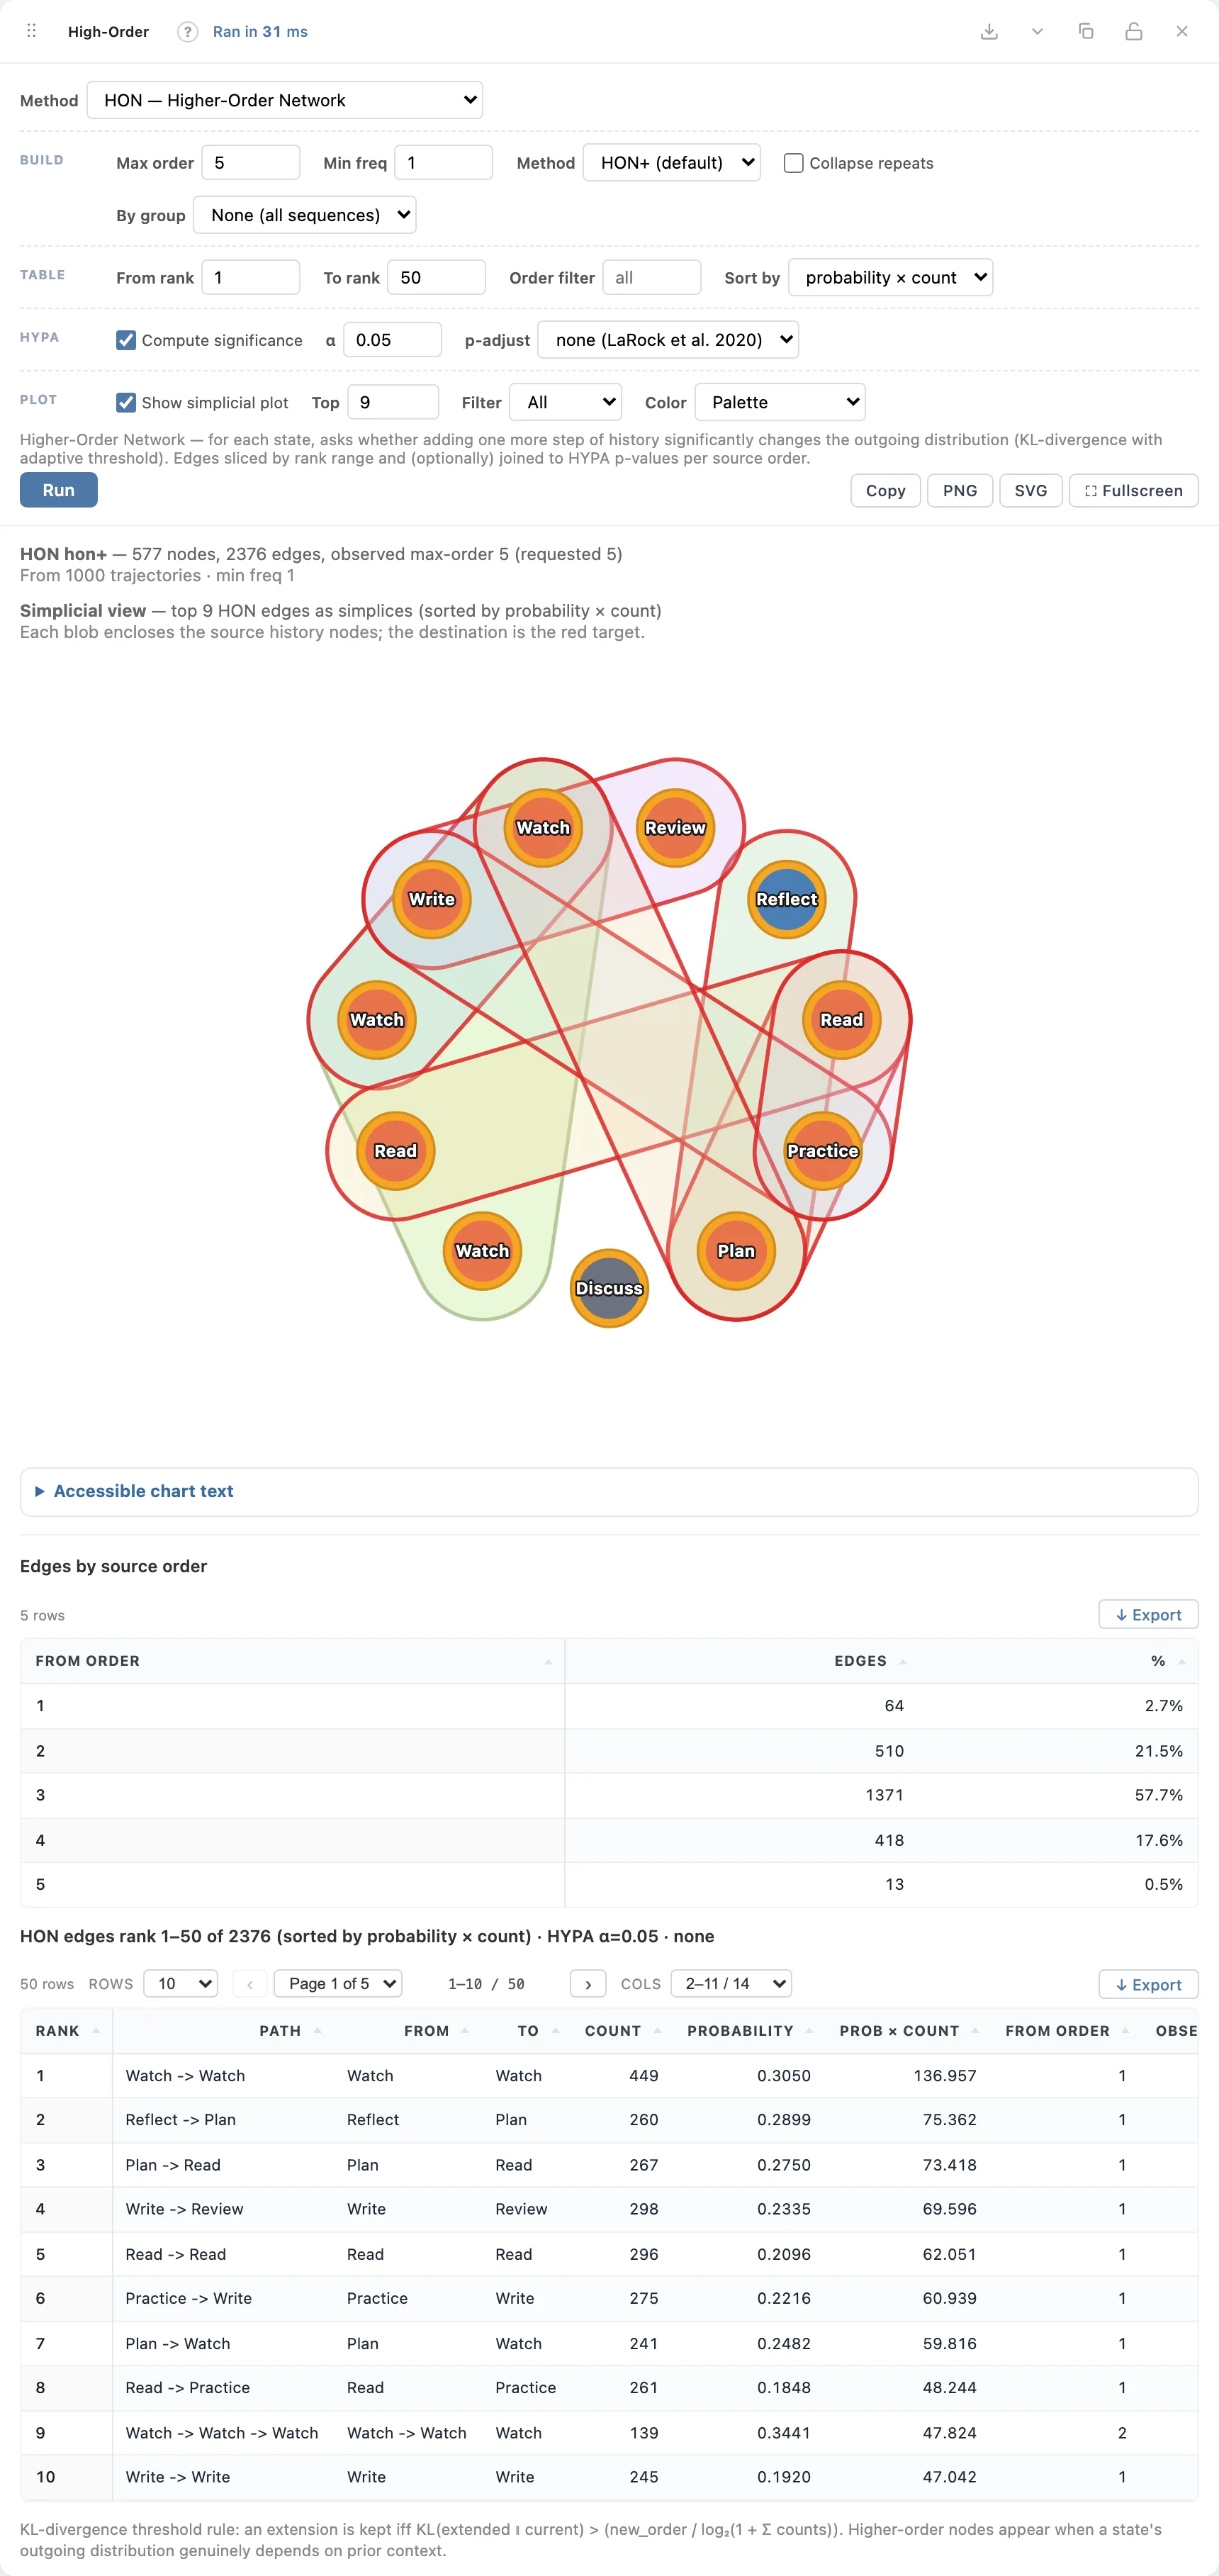 High-Order ? Ran in 31 ms
Method HON — Higher-Order Network
BUILD Max order 5 Min freq 1 Method HON+ (default) Collapse repeats
By group None (all sequences)
TABLE From rank 1 To rank 50 Order filter all Sort by probability × count
HYPA Compute significance α 0.05 p-adjust none (LaRock et al. 2020)
PLOT Show simplicial plot Top 9 Filter All Color Palette
Higher-Order Network — for each state, asks whether adding one more step of history significantly changes the outgoing distribution (KL-divergence with
adaptive threshold). Edges sliced by rank range and (optionally) joined to HYPA p-values per source order.
Run Copy PNG SVG Fullscreen
HON hon+ — 577 nodes, 2376 edges, observed max-order 5 (requested 5)
From 1000 trajectories · min freq 1
Simplicial view — top 9 HON edges as simplices (sorted by probability × count)
Each blob encloses the source history nodes; the destination is the red target.
Watch Review
Write Reflect
Watch Read
Read Practice
Watch Plan
Discuss
Accessible chart text
Edges by source order
5 rows ↓ Export
FROM ORDER EDGES %
1 64 2.7%
2 510 21.5%
3 1371 57.7%
4 418 17.6%
5 13 0.5%
HON edges rank 1–50 of 2376 (sorted by probability × count) · HYPA α=0.05 · none
50 rows ROWS 10 ‹ Page 1 of 5 1–10 / 50 › COLS 2–11 / 14 ↓ Export
RANK PATH FROM TO COUNT PROBABILITY PROB × COUNT FROM ORDER OBSE
1 Watch -> Watch Watch Watch 449 0.3050 136.957 1
2 Reflect -> Plan Reflect Plan 260 0.2899 75.362 1
3 Plan -> Read Plan Read 267 0.2750 73.418 1
4 Write -> Review Write Review 298 0.2335 69.596 1
5 Read -> Read Read Read 296 0.2096 62.051 1
6 Practice -> Write Practice Write 275 0.2216 60.939 1
7 Plan -> Watch Plan Watch 241 0.2482 59.816 1
8 Read -> Practice Read Practice 261 0.1848 48.244 1
9 Watch -> Watch -> Watch Watch -> Watch Watch 139 0.3441 47.824 2
10 Write -> Write Write Write 245 0.1920 47.042 1
KL-divergence threshold rule: an extension is kept iff KL(extended ‖ current) > (new_order / log₂(1 + Σ counts)). Higher-order nodes appear when a state's
outgoing distribution genuinely depends on prior context.